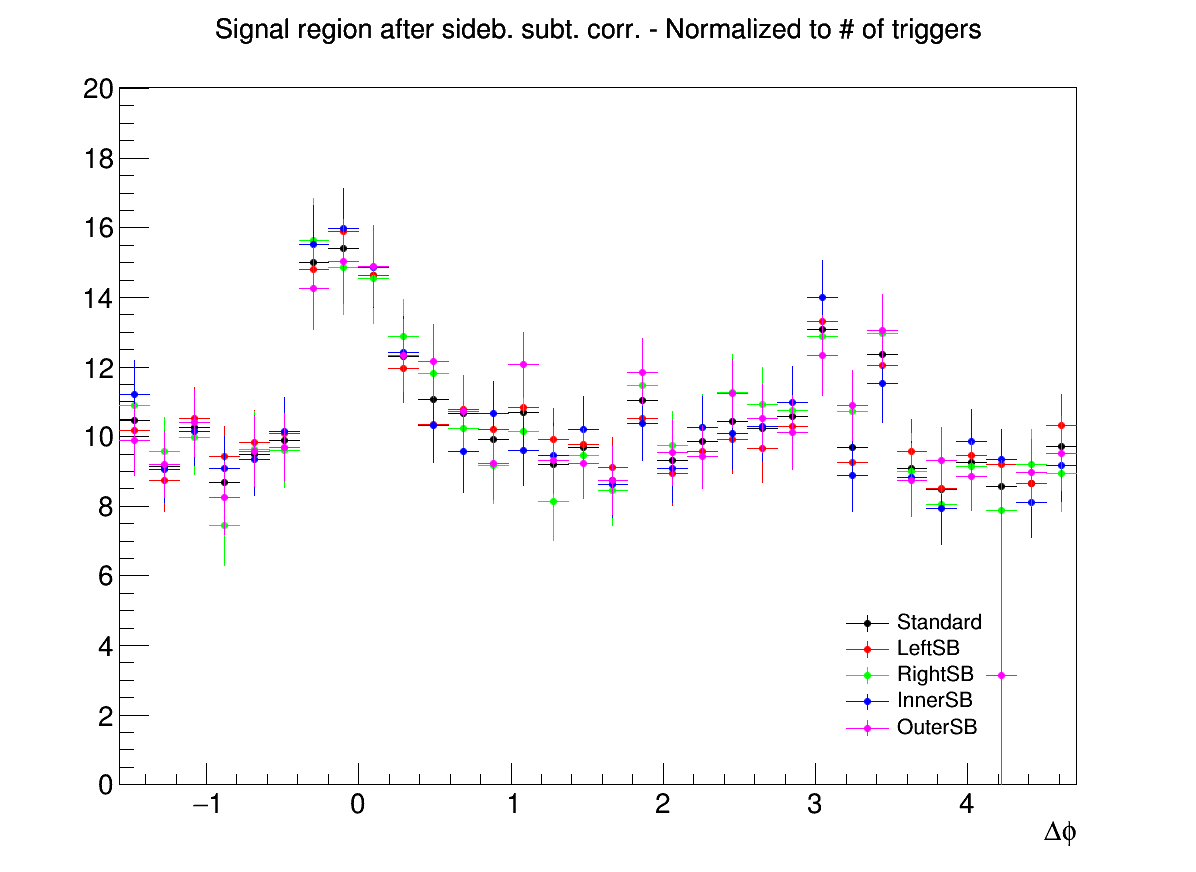 Signal region after sideb. subt. corr. - Normalized to # of triggers
20
18
16
14
12
10
8
6
4
2
0
Standard
LeftSB
RightSB
InnerSB
OuterSB
−1 0 1 2 3 4
Δϕ